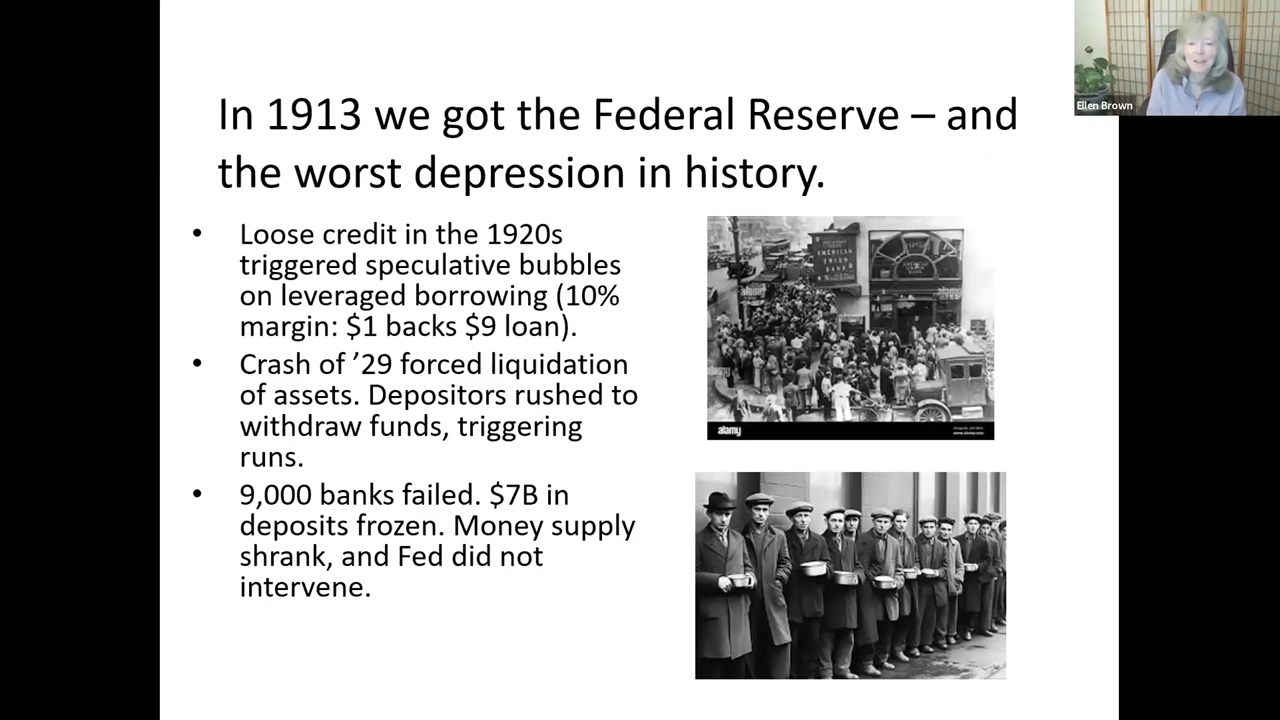 In 1913 we got the Federal Reserve – and
the worst depression in history.
• Loose credit in the 1920s
triggered speculative bubbles
on leveraged borrowing (10%
margin: $1 backs $9 loan).
• Crash of ’29 forced liquidation
of assets. Depositors rushed to
withdraw funds, triggering
runs.
• 9,000 banks failed. $7B in
deposits frozen. Money supply
shrank, and Fed did not
intervene.
Ellen Brown
AMERICAN
UNION
BANK
alamy